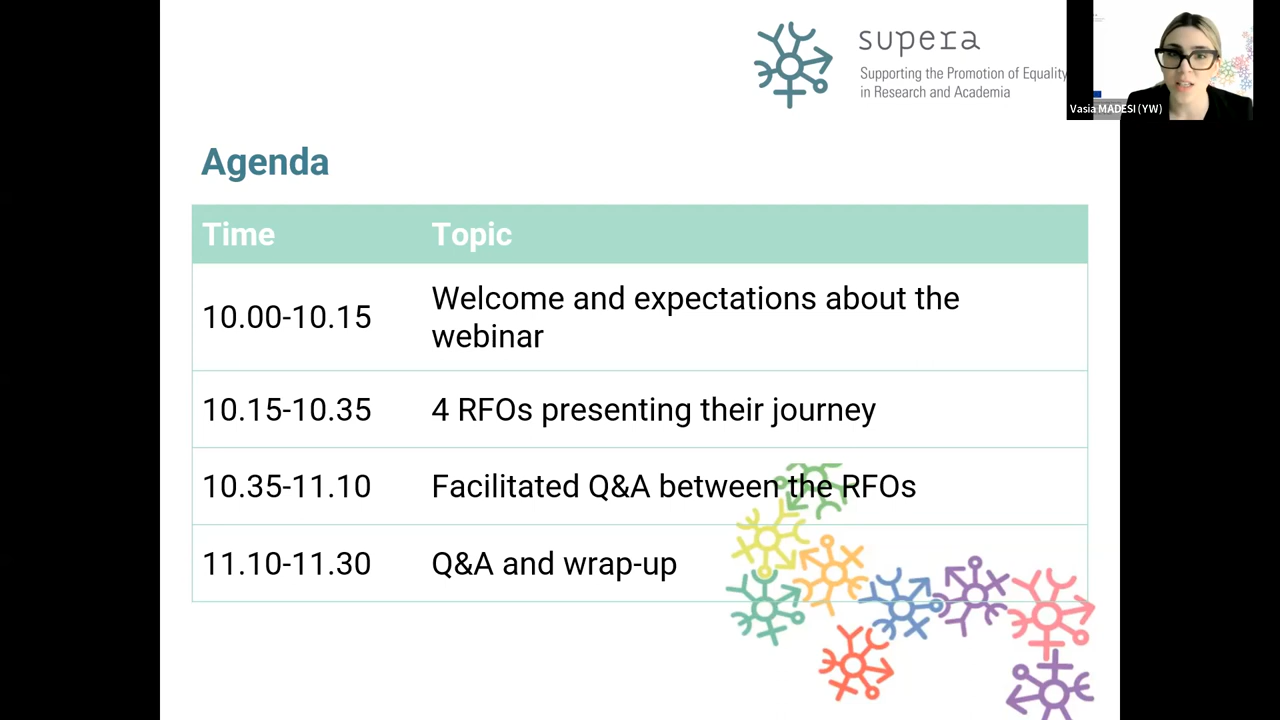 supera
Supporting the Promotion of Equality
in Research and Academia
Vasia MADESI (YW)
Agenda
Time Topic
10.00-10.15 Welcome and expectations about the
webinar
10.15-10.35 4 RFOs presenting their journey
10.35-11.10 Facilitated Q&A between the RFOs
11.10-11.30 Q&A and wrap-up